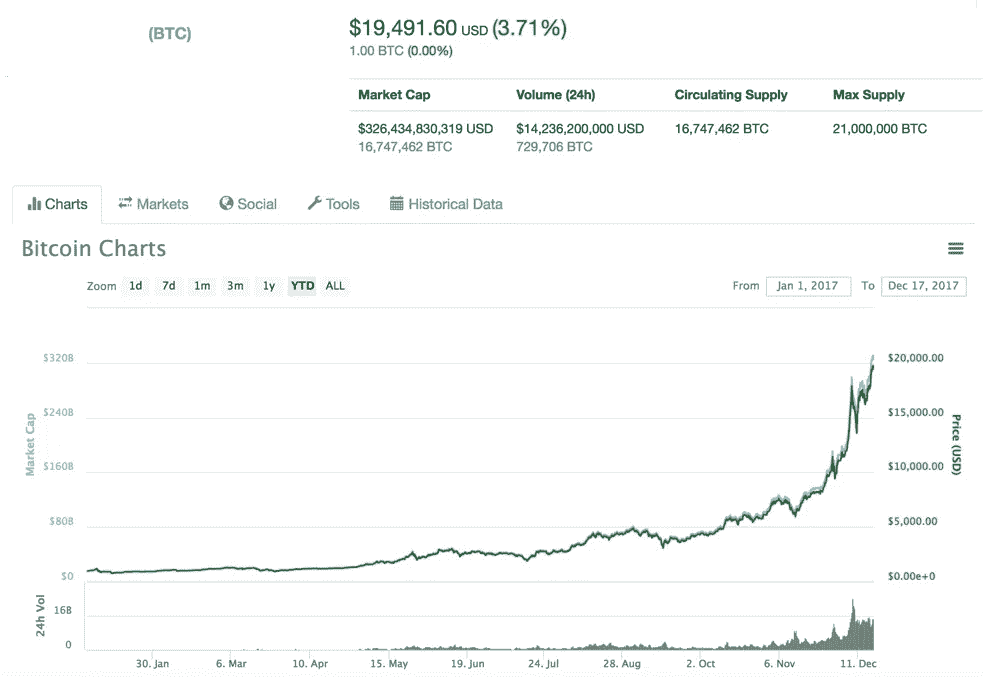 (BTC)
$19,491.60 USD (3.71%)
1.00 BTC (0.00%)
Market Cap Volume (24h) Circulating Supply Max Supply
$326,434,830,319 USD $14,236,200,000 USD 16,747,462 BTC 21,000,000 BTC
16,747,462 BTC 729,706 BTC
Charts Markets Social Tools Historical Data
Bitcoin Charts
Zoom 1d 7d 1m 3m 1y YTD ALL From Jan 1, 2017 To Dec 17, 2017
$320B $20,000.00
$240B $15,000.00
Market Cap Price (USD)
$160B $10,000.00
$80B $5,000.00
$0 $0.00e+0
24h Vol
16B
0
30. Jan 6. Mar 10. Apr 15. May 19. Jun 24. Jul 28. Aug 2. Oct 6. Nov 11. Dec